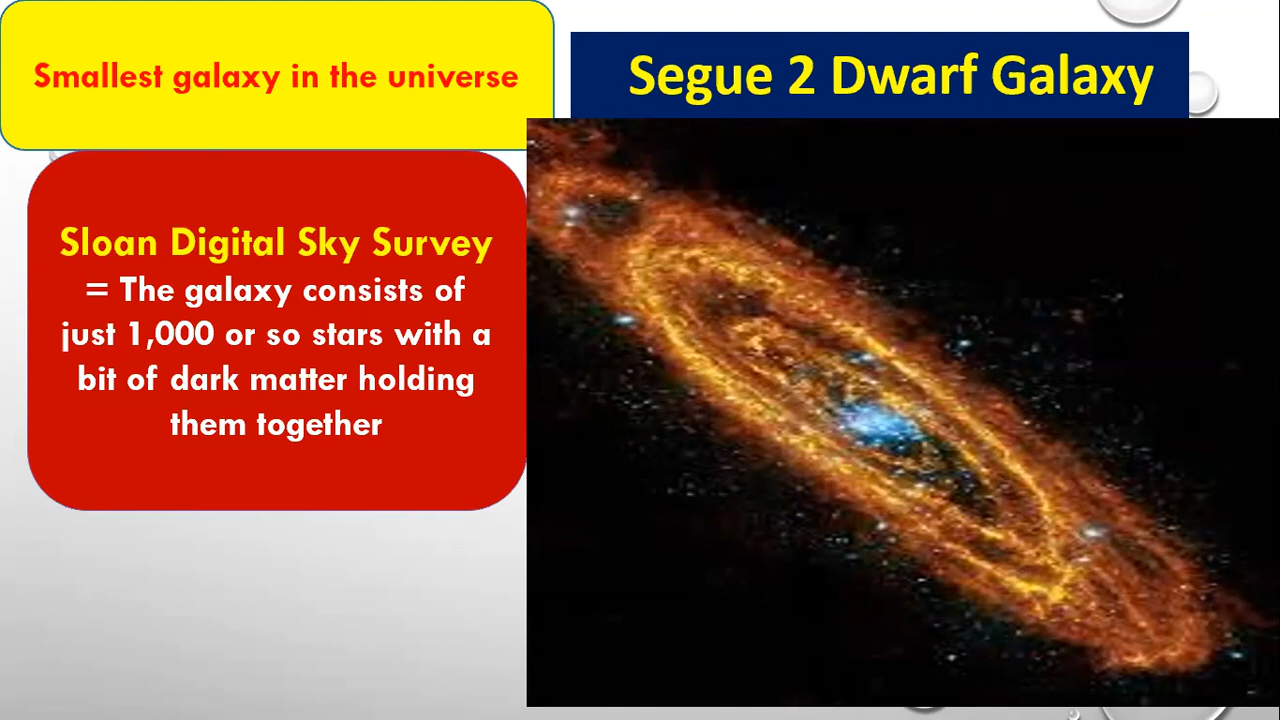 Smallest galaxy in the universe
Segue 2 Dwarf Galaxy
Sloan Digital Sky Survey
= The galaxy consists of
just 1,000 or so stars with a
bit of dark matter holding
them together